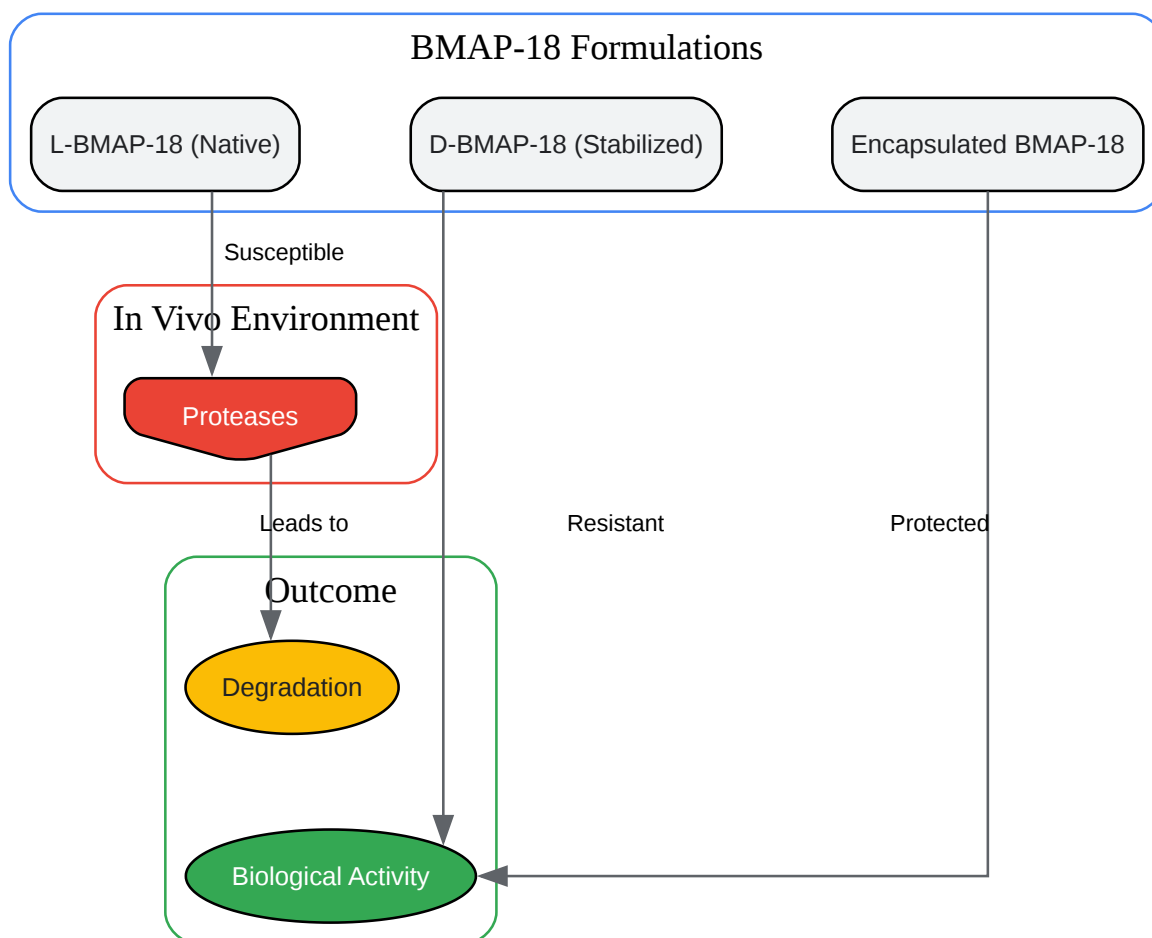 BMAP-18 Formulations
L-BMAP-18 (Native)
D-BMAP-18 (Stabilized)
Encapsulated BMAP-18
Susceptible
In Vivo Environment
Proteases
Leads to
Resistant
Protected
Outcome
Degradation
Biological Activity